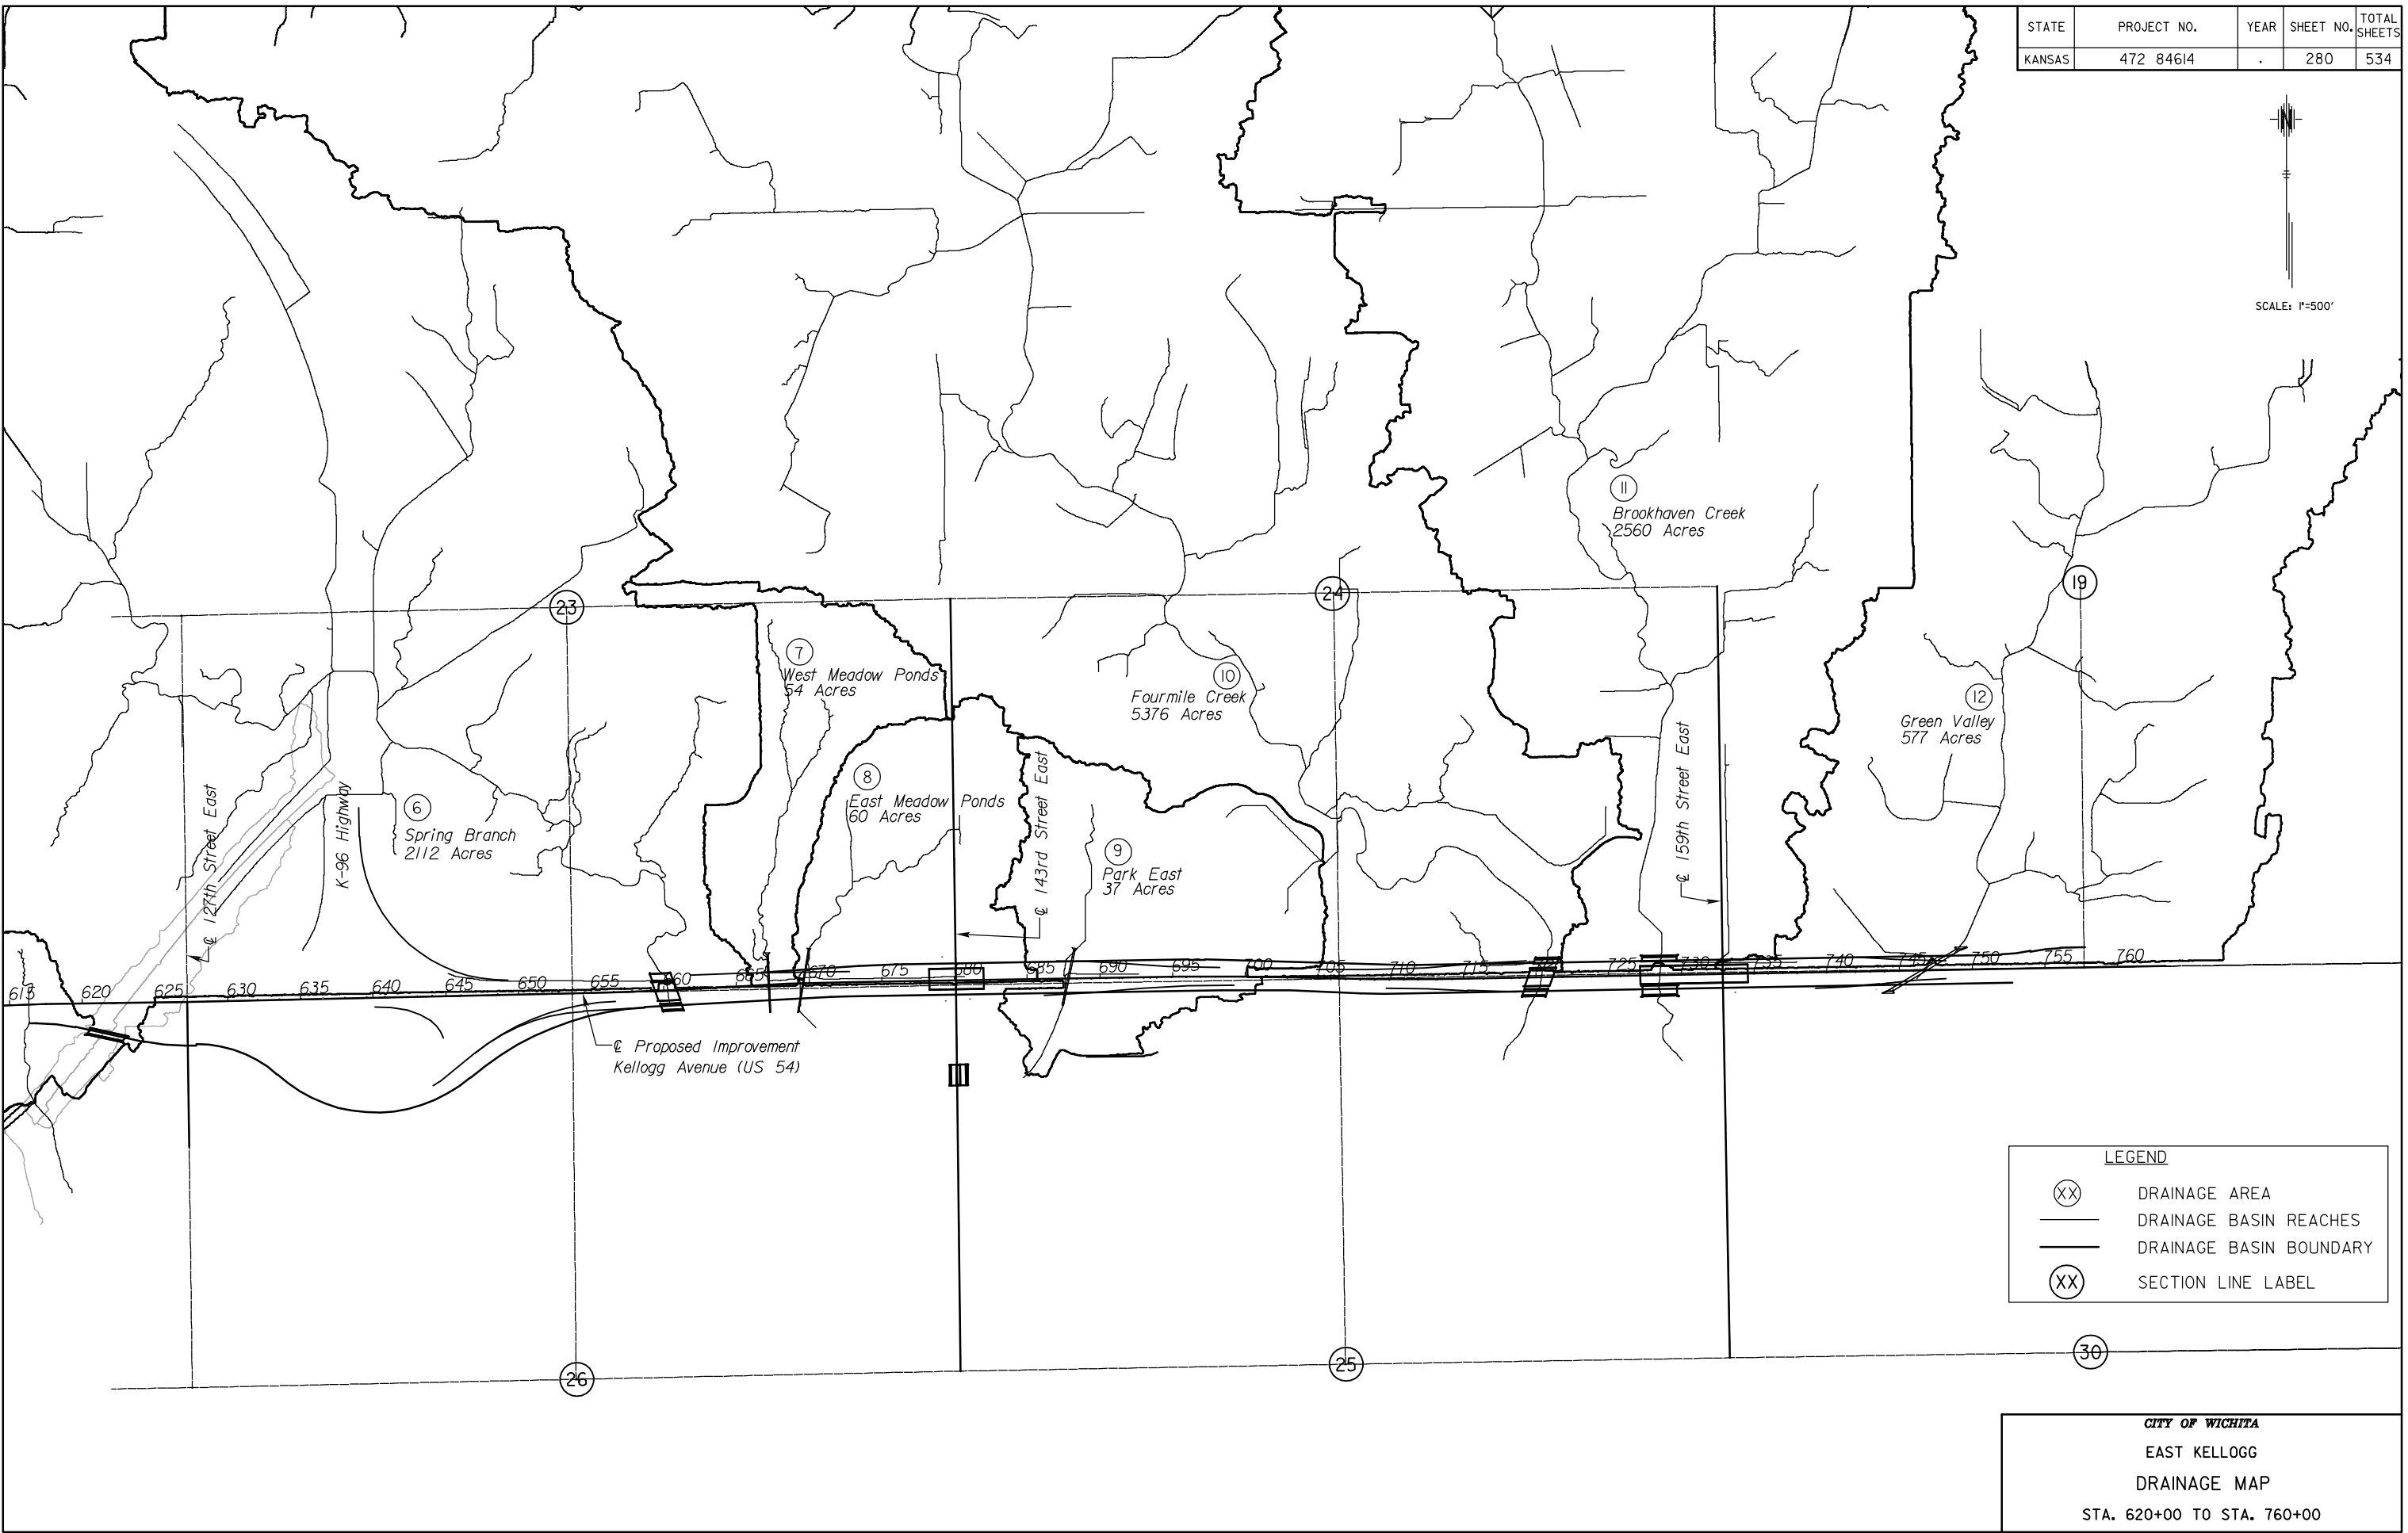 STATE PROJECT NO. YEAR SHEET NO. TOTAL SHEETS
KANSAS 472 84614 . 280 534
N
SCALE: 1"=500'
11
Brookhaven Creek
2560 Acres
23
24
19
7
West Meadow Ponds
54 Acres
10
Fourmile Creek
5376 Acres
12
Green Valley
577 Acres
8
East Meadow Ponds
60 Acres
6
Spring Branch
2112 Acres
9
Park East
37 Acres
℄ 127th Street East
K-96 Highway
℄ 143rd Street East
℄ 159th Street East
615 620 625 630 635 640 645 650 655 660 665 670 675 680 685 690 695 700 705 710 715 725 730 735 740 745 750 755 760
℄ Proposed Improvement
Kellogg Avenue (US 54)
LEGEND
XX DRAINAGE AREA
DRAINAGE BASIN REACHES
DRAINAGE BASIN BOUNDARY
XX SECTION LINE LABEL
26
25
30
CITY OF WICHITA
EAST KELLOGG
DRAINAGE MAP
STA. 620+00 TO STA. 760+00